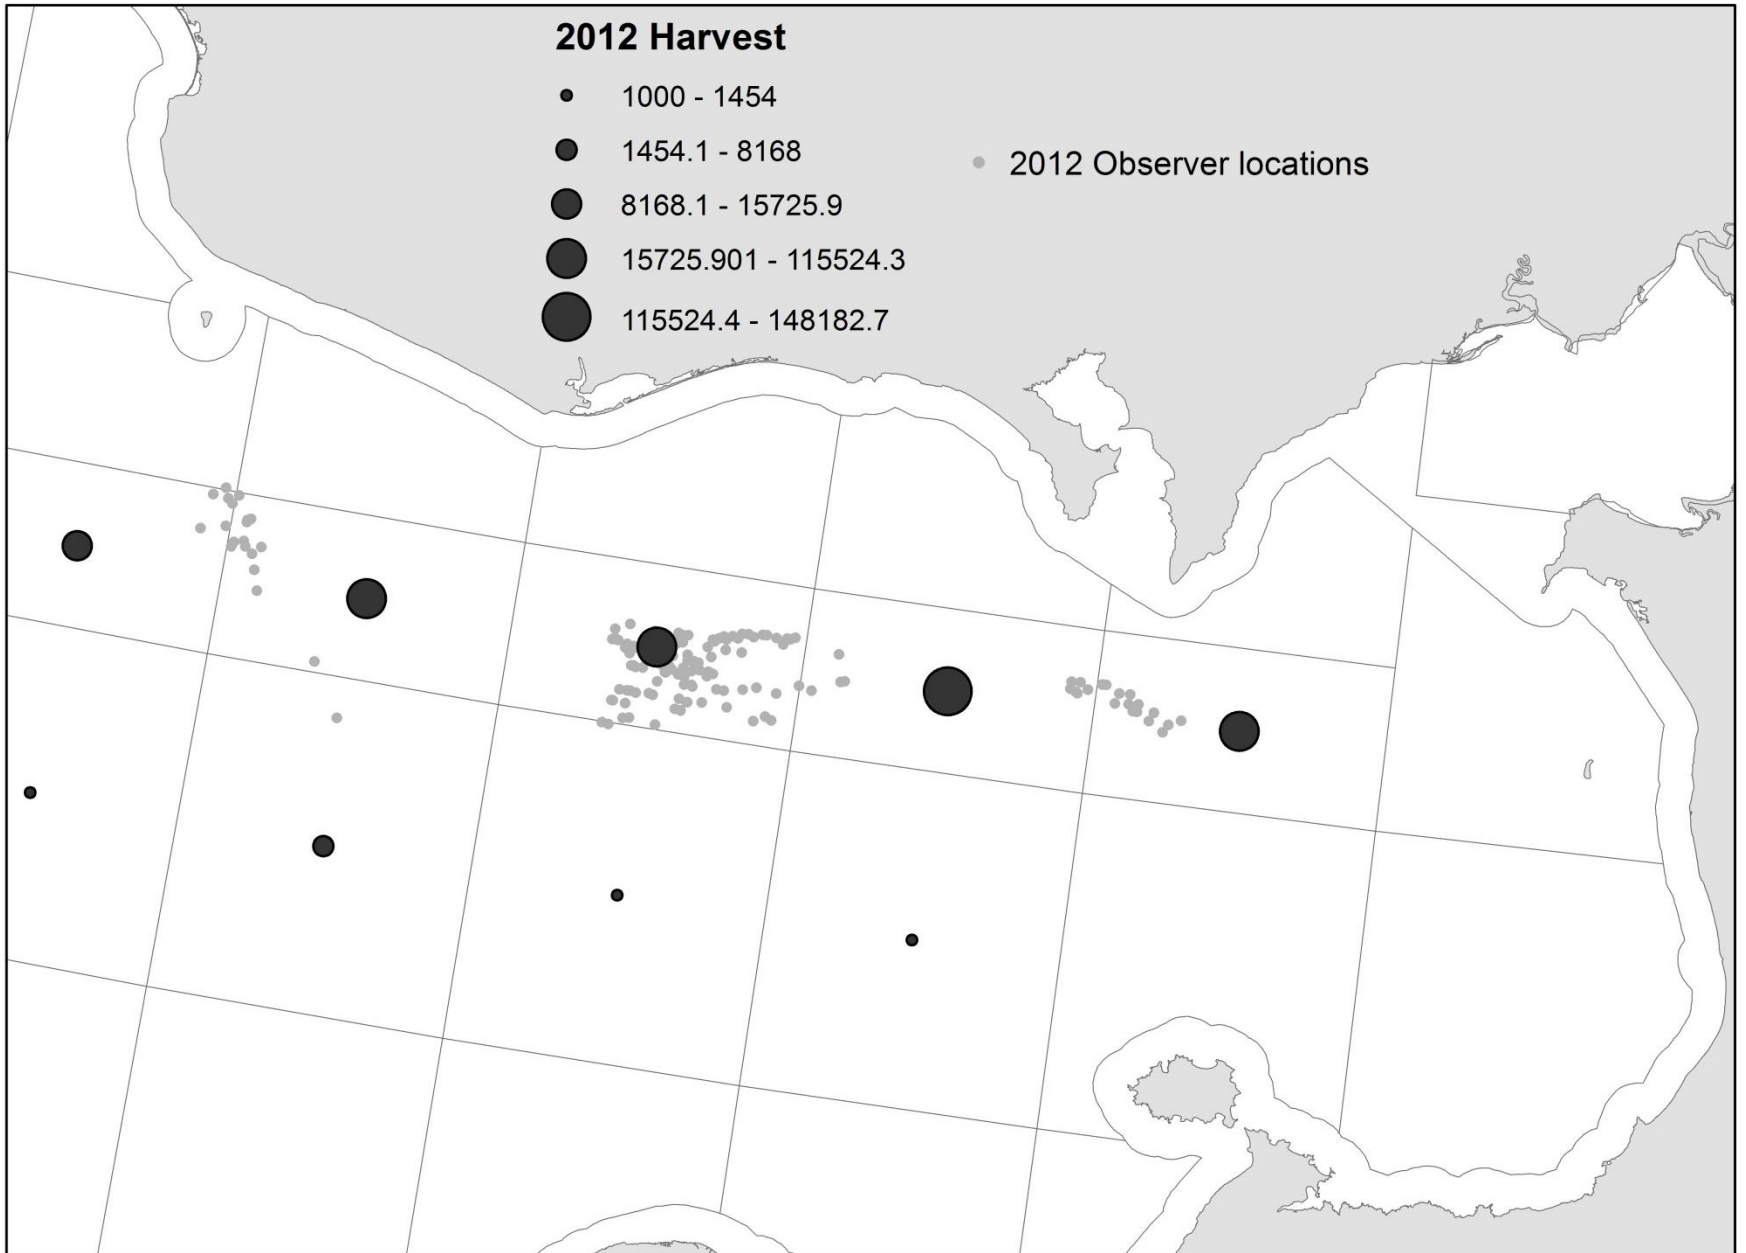 2012 Harvest
1000 - 1454
1454.1 - 8168
8168.1 - 15725.9
15725.901 - 115524.3
115524.4 - 148182.7
2012 Observer locations